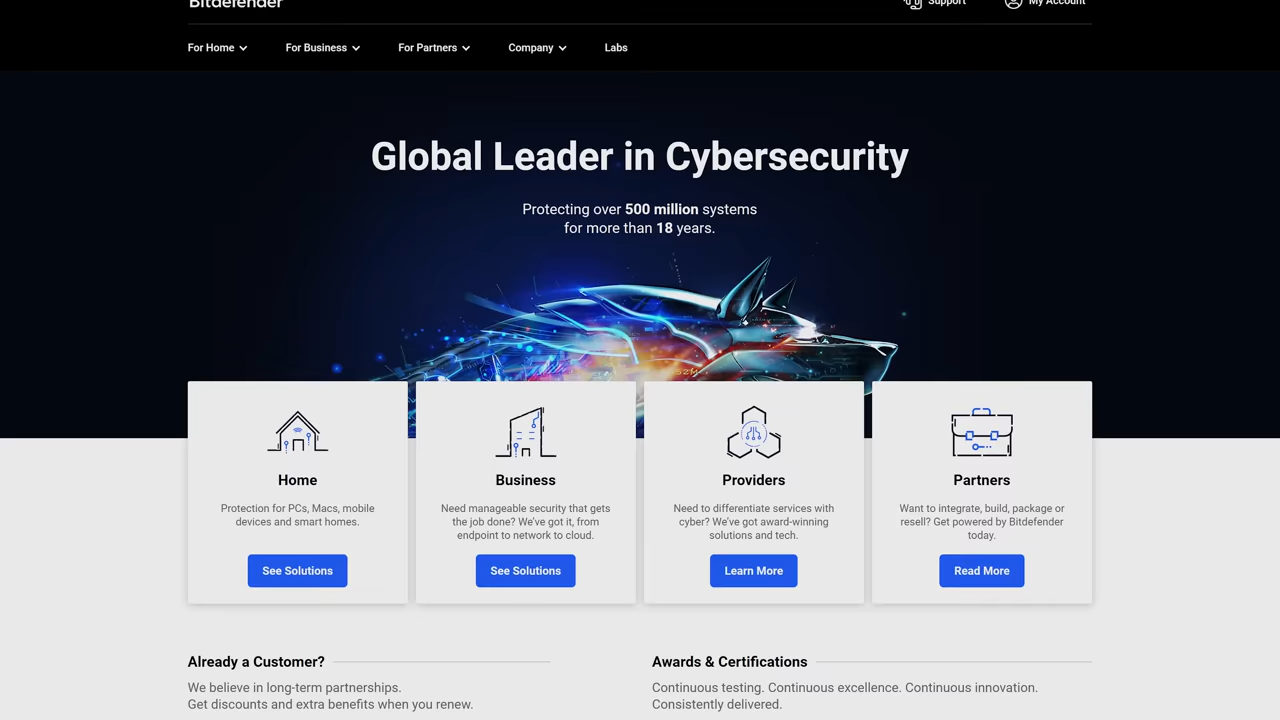 Bitdefender
Support
My Account
For Home
For Business
For Partners
Company
Labs
Global Leader in Cybersecurity
Protecting over 500 million systems
for more than 18 years.
Home
Protection for PCs, Macs, mobile
devices and smart homes.
See Solutions
Business
Need manageable security that gets
the job done? We've got it, from
endpoint to network to cloud.
See Solutions
Providers
Need to differentiate services with
cyber? We've got award-winning
solutions and tech.
Learn More
Partners
Want to integrate, build, package or
resell? Get powered by Bitdefender
today.
Read More
Already a Customer?
We believe in long-term partnerships.
Get discounts and extra benefits when you renew.
Awards & Certifications
Continuous testing. Continuous excellence. Continuous innovation.
Consistently delivered.